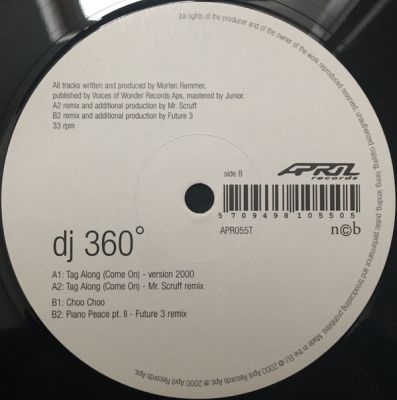 All rights of the producer and of the owner of the work reproduced reserved, unauthorized copying, hiring, lending, public performance and broadcasting prohibited. Made in the EU.
℗ 2000 April Records Aps © 2000 April Records Aps.
All tracks written and produced by Morten Remmer,
published by Voices of Wonder Records Aps, mastered by Junior.
A2 remix and additional production by Mr. Scruff
B2 remix and additional production by Future 3
33 rpm
side B
APRIL
records
5 709498 105505
APR055T
n©b
dj 360°
A1: Tag Along (Come On) - version 2000
A2: Tag Along (Come On) - Mr. Scruff remix
B1: Choo Choo
B2: Piano Peace pt. II - Future 3 remix